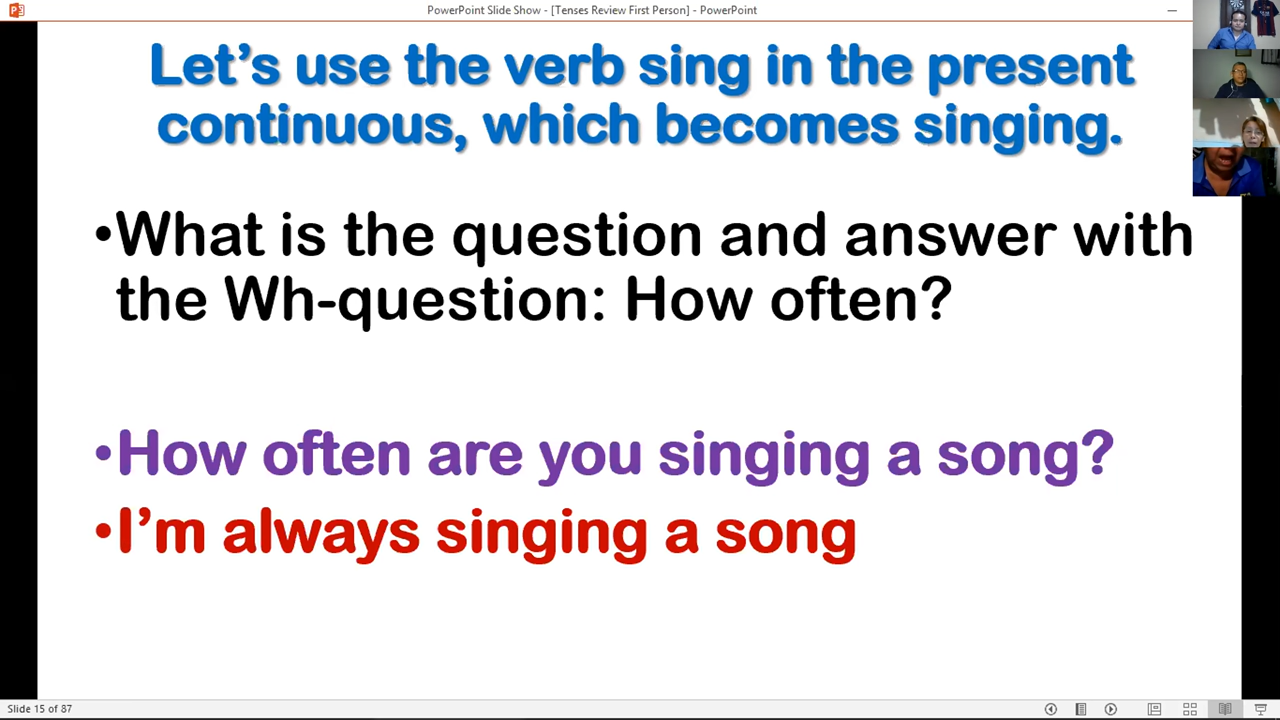 PowerPoint Slide Show - [Tenses Review First Person] - PowerPoint
Let's use the verb sing in the present
continuous, which becomes singing.
•What is the question and answer with
the Wh-question: How often?
•How often are you singing a song?
•I'm always singing a song
Slide 15 of 87